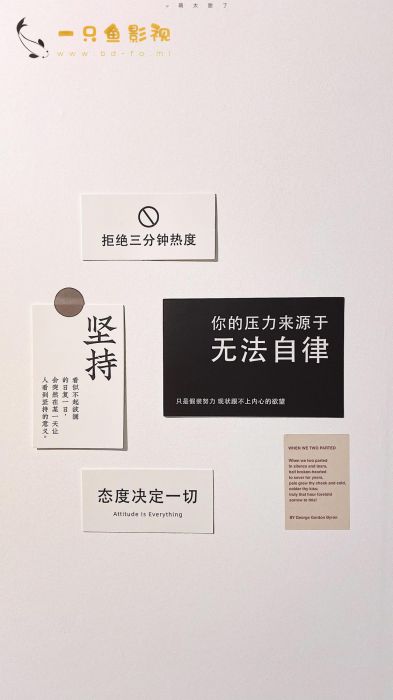 萌太脆了
一只鱼影视
www.bd-fo.ml
拒绝三分钟热度
你的压力来源于
无法自律
只是假很努力 现状跟不上内心的欲望
坚持
看似不起波澜
的日复一日,
会突然在某一天让
人看到坚持的意义。
WHEN WE TWO PARTED
When we two parted
In silence and tears,
half broken-hearted
to sever for years,
pale grew thy cheek and cold,
colder thy kiss;
truly that hour foretold
sorrow to this!
BY George Gordon Byron
态度决定一切
Attitude Is Everything